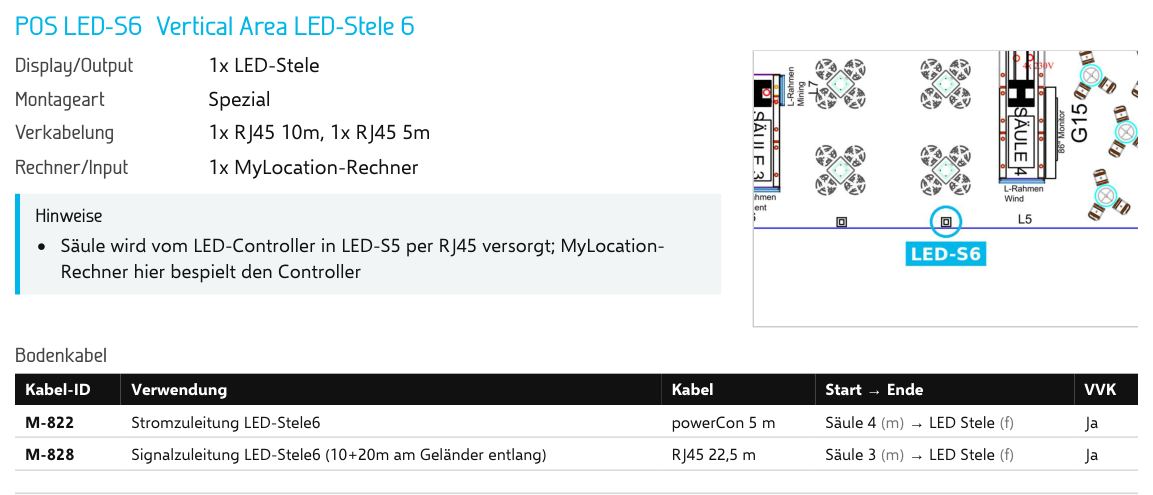 POS LED-S6 Vertical Area LED-Stele 6
Display/Output 1x LED-Stele
Montageart Spezial
Verkabelung 1x RJ45 10m, 1x RJ45 5m
Rechner/Input 1x MyLocation-Rechner
Hinweise
• Säule wird vom LED-Controller in LED-S5 per RJ45 versorgt; MyLocation-
Rechner hier bespielt den Controller
L-Rahmen
Mining
L7
SÄULE 3
4x230V
H
SÄULE 4
86" Monitor
G15
L-Rahmen
Wind
L5
LED-S6
Bodenkabel
Kabel-ID Verwendung Kabel Start → Ende VVK
M-822 Stromzuleitung LED-Stele6 powerCon 5 m Säule 4 (m) → LED Stele (f) Ja
M-828 Signalzuleitung LED-Stele6 (10+20m am Geländer entlang) RJ45 22,5 m Säule 3 (m) → LED Stele (f) Ja